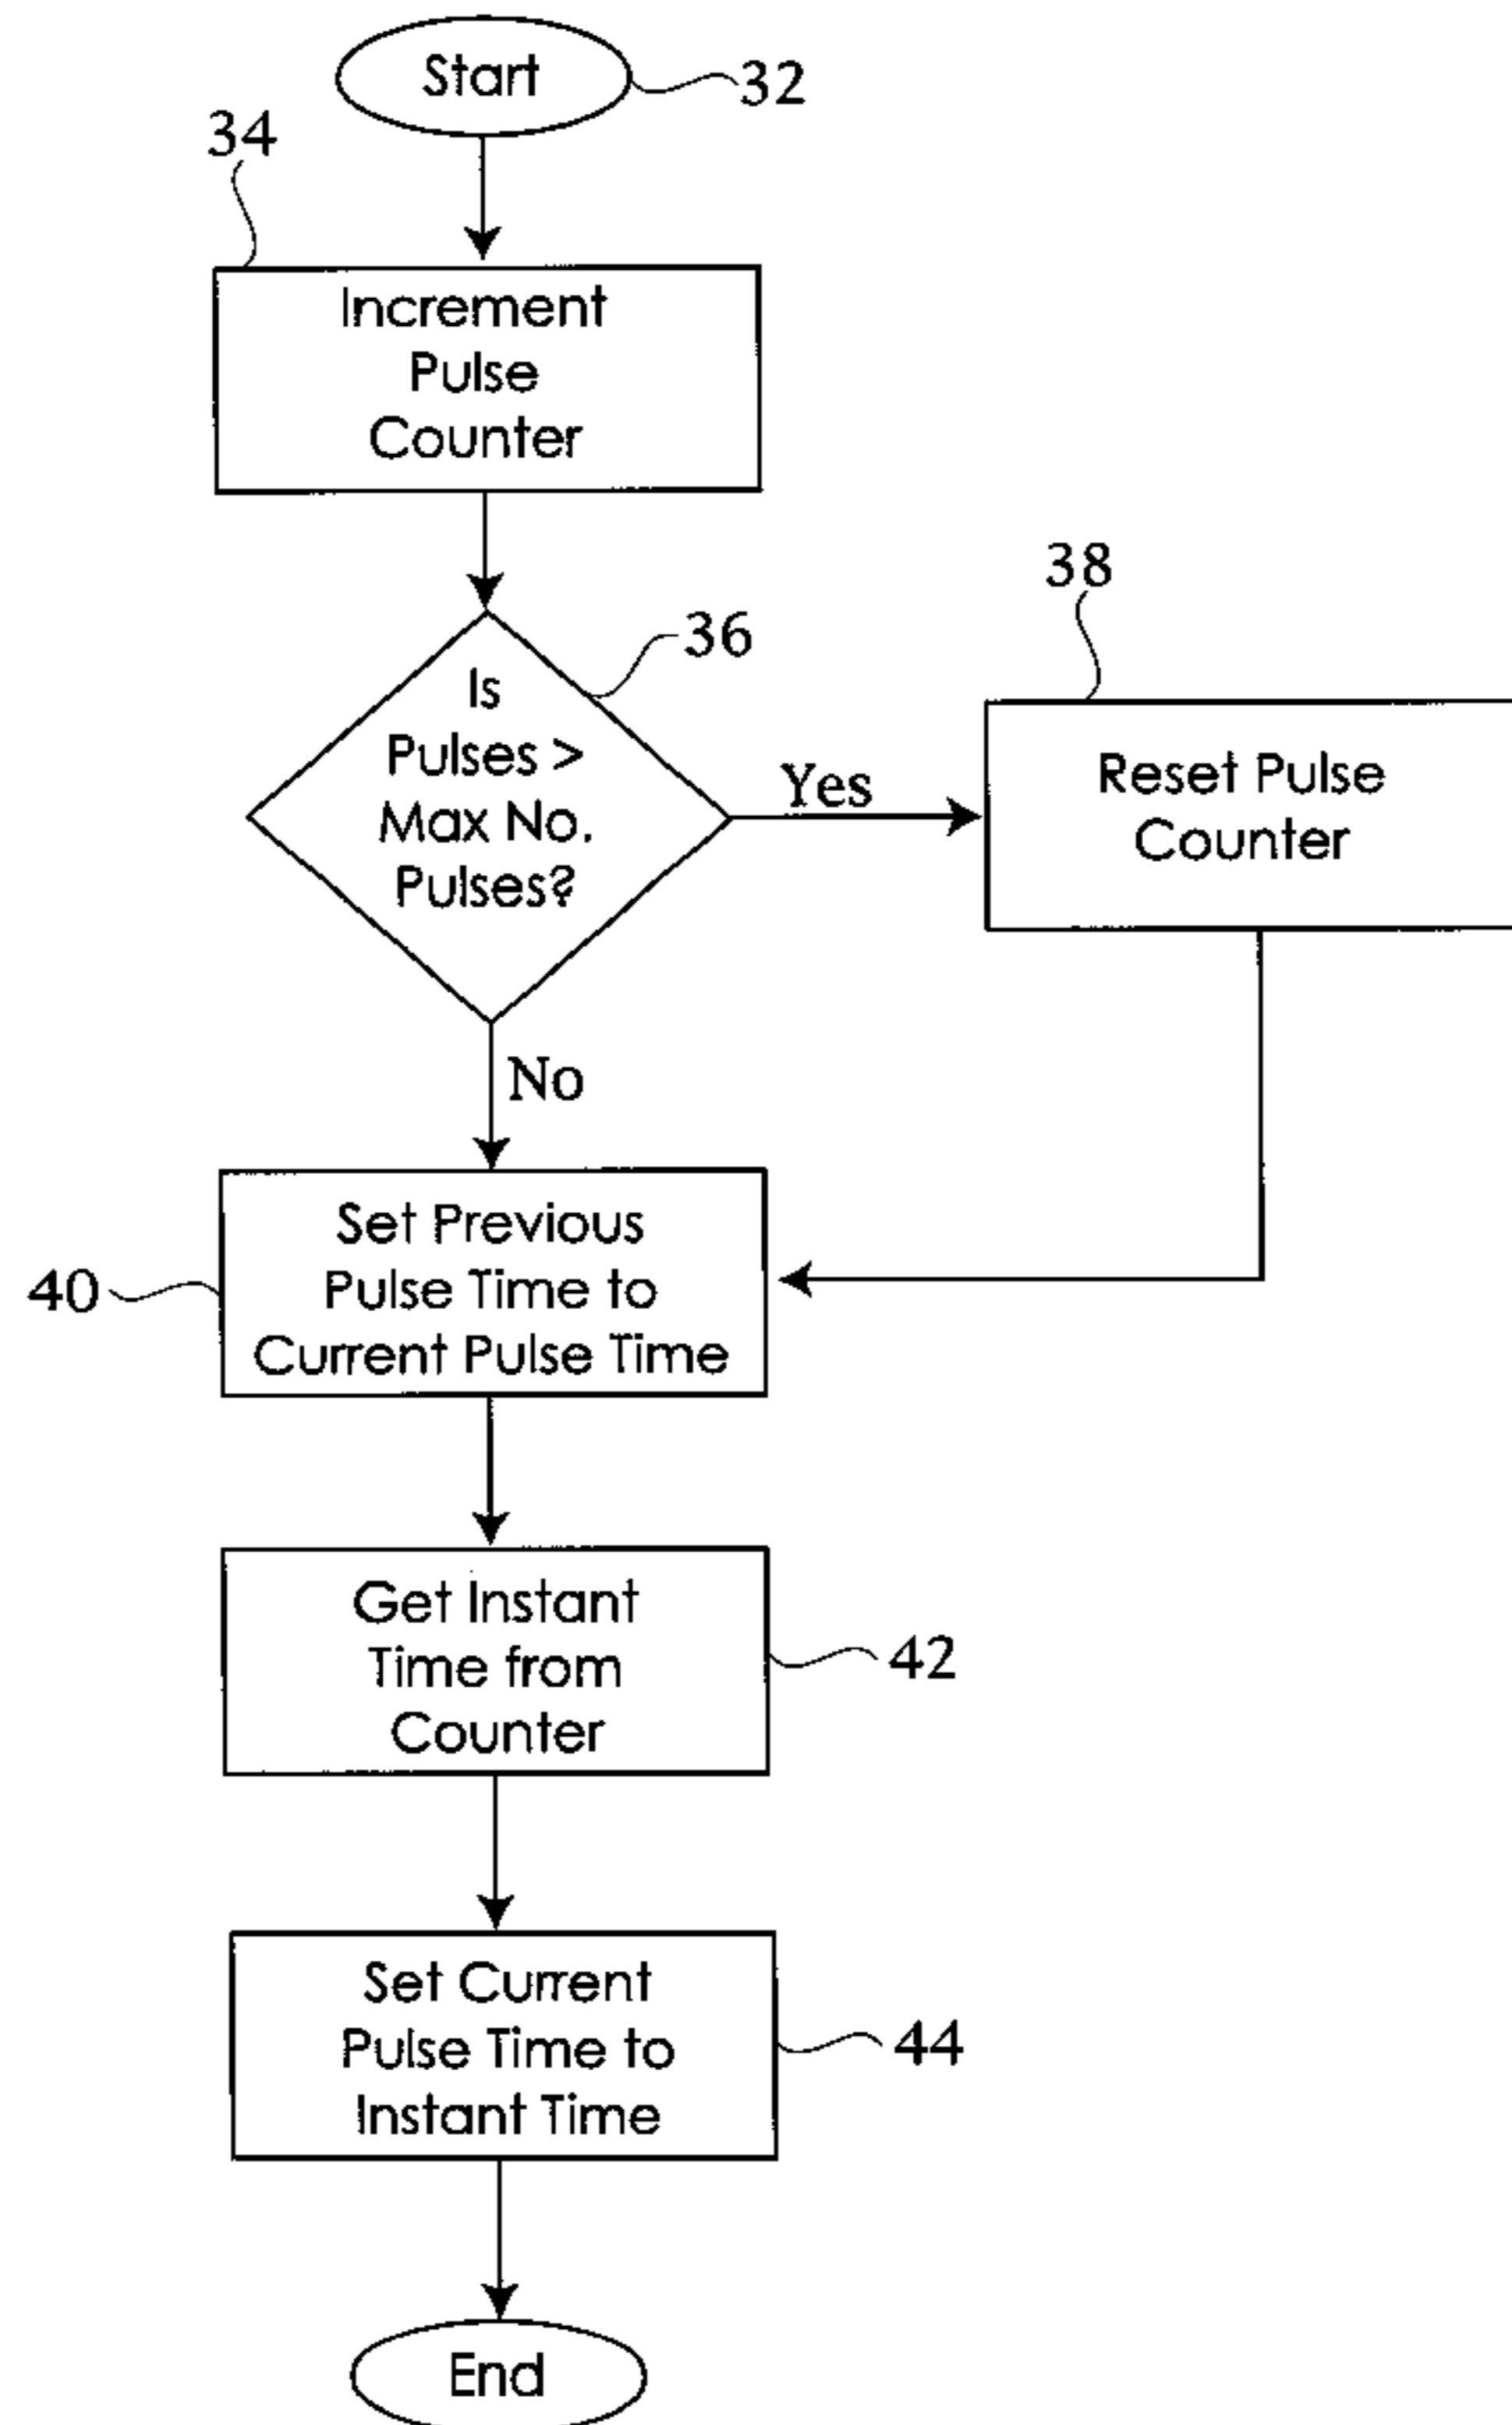 Start
32
34
Increment
Pulse
Counter
36
Is
Pulses >
Max No.
Pulses?
Yes
38
Reset Pulse
Counter
No
40
Set Previous
Pulse Time to
Current Pulse Time
Get Instant
Time from
Counter
42
Set Current
Pulse Time to
Instant Time
44
End